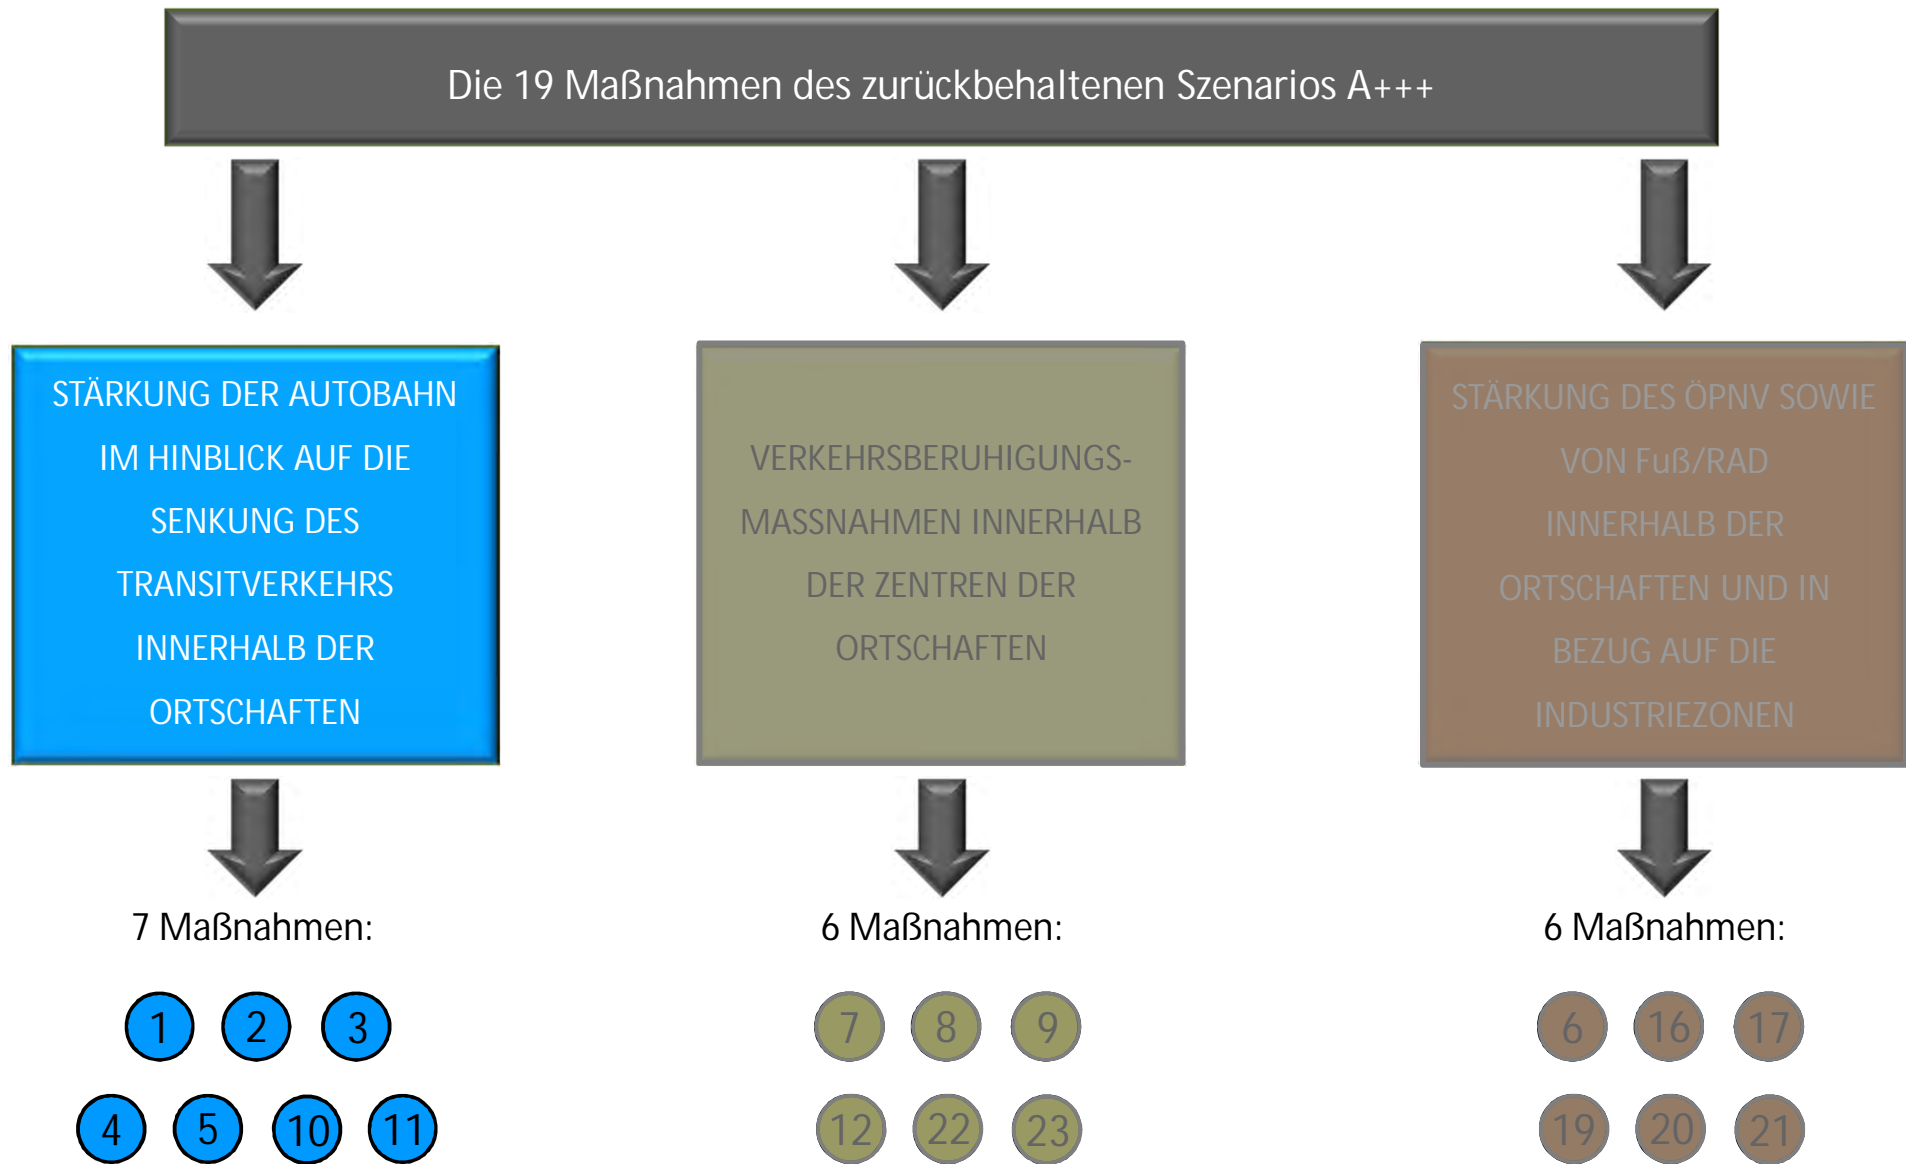 Die 19 Maßnahmen des zurückbehaltenen Szenarios A+++
STÄRKUNG DER AUTOBAHN
IM HINBLICK AUF DIE
SENKUNG DES
TRANSITVERKEHRS
INNERHALB DER
ORTSCHAFTEN
7 Maßnahmen:
1 2 3
4 5 10 11
VERKEHRSBERUHIGUNGS-
MASSNAHMEN INNERHALB
DER ZENTREN DER
ORTSCHAFTEN
6 Maßnahmen:
7 8 9
12 22 23
STÄRKUNG DES ÖPNV SOWIE
VON Fuß/RAD
INNERHALB DER
ORTSCHAFTEN UND IN
BEZUG AUF DIE
INDUSTRIEZONEN
6 Maßnahmen:
6 16 17
19 20 21